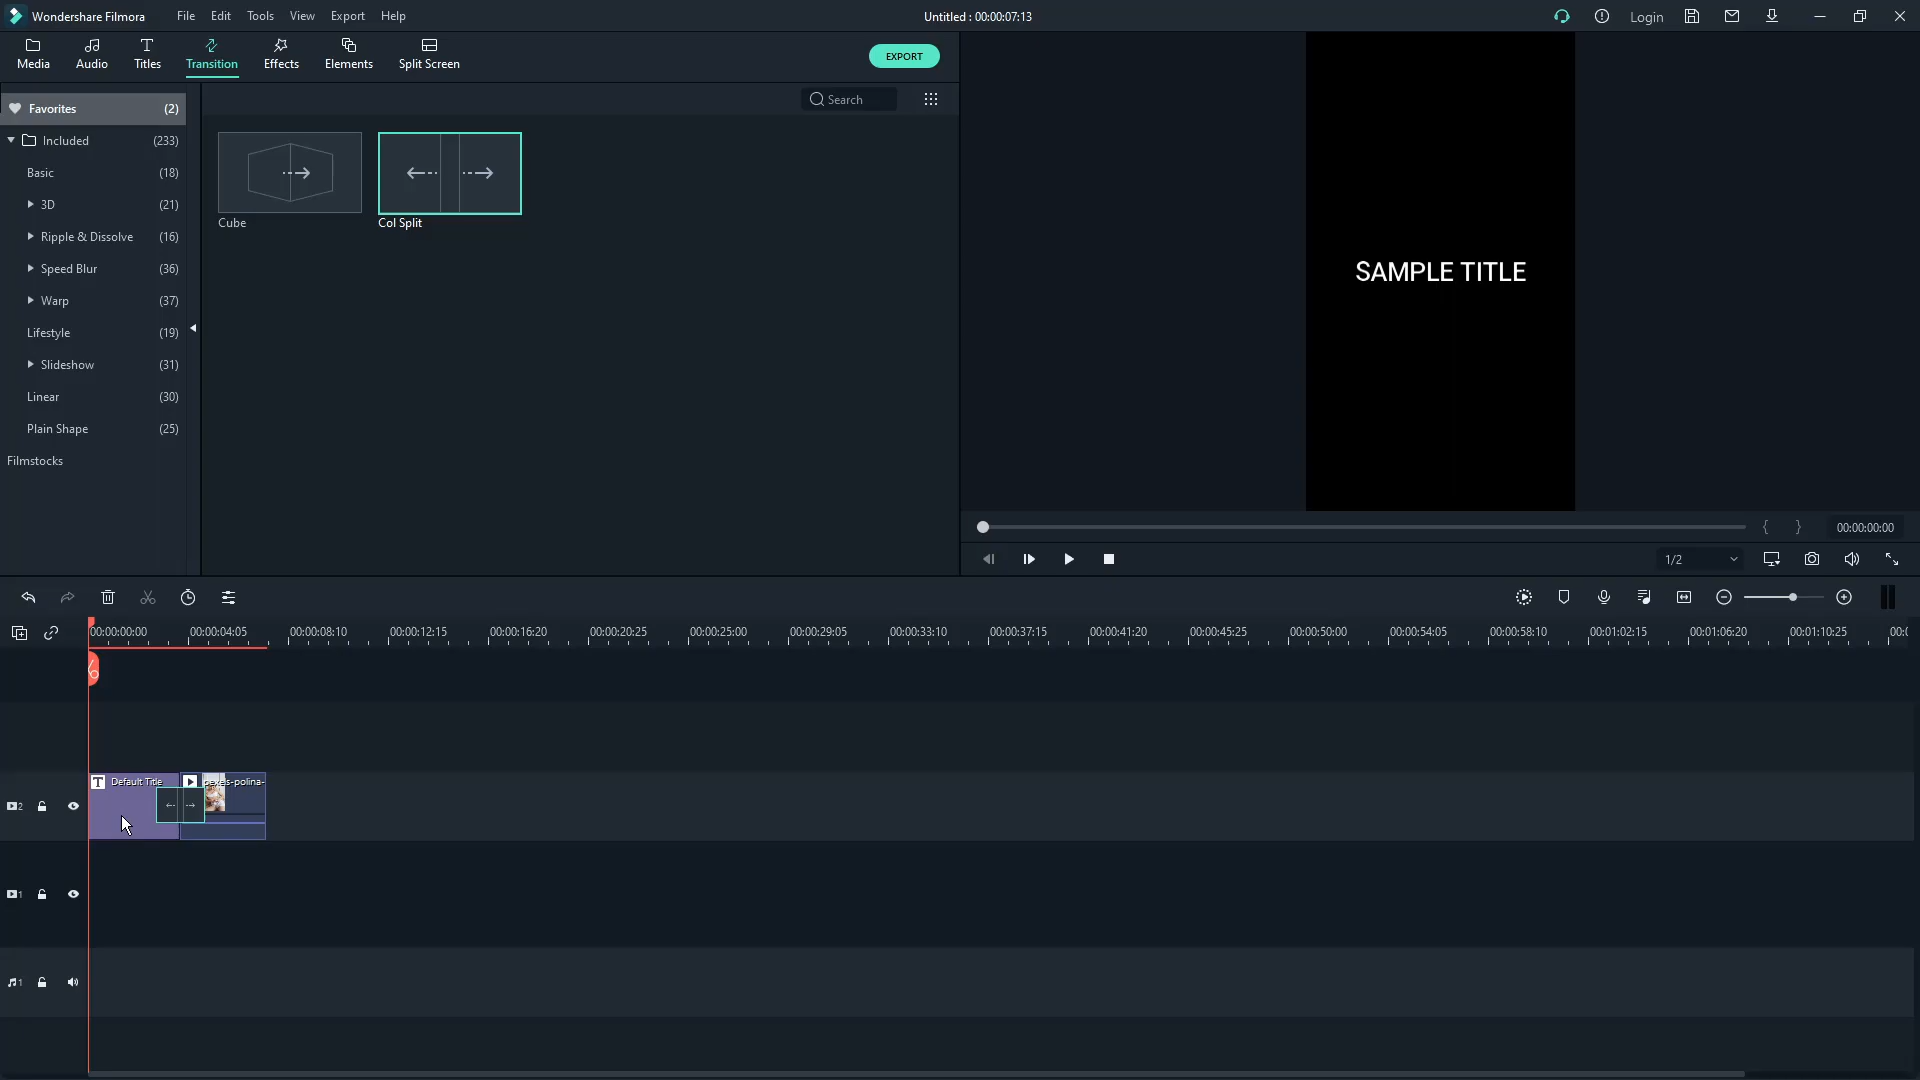 Wondershare Filmora File Edit Tools View Export Help Untitled : 00:00:07:13 Login
Media Audio Titles Transition Effects Elements Split Screen EXPORT
Favorites (2)
Search
Included (233)
Basic (18)
3D (21)
Ripple & Dissolve (16)
Speed Blur (36)
Warp (37)
Lifestyle (19)
Slideshow (31)
Linear (30)
Plain Shape (25)
Filmstocks
Cube Col Split
SAMPLE TITLE
{ } 00:00:00:00
1/2
00:00:00:00 00:00:04:05 00:00:08:10 00:00:12:15 00:00:16:20 00:00:20:25 00:00:25:00 00:00:29:05 00:00:33:10 00:00:37:15 00:00:41:20 00:00:45:25 00:00:50:00 00:00:54:05 00:00:58:10 00:01:02:15 00:01:06:20 00:01:10:25 00:0
T Default Title pexels-polina-
2
1
1